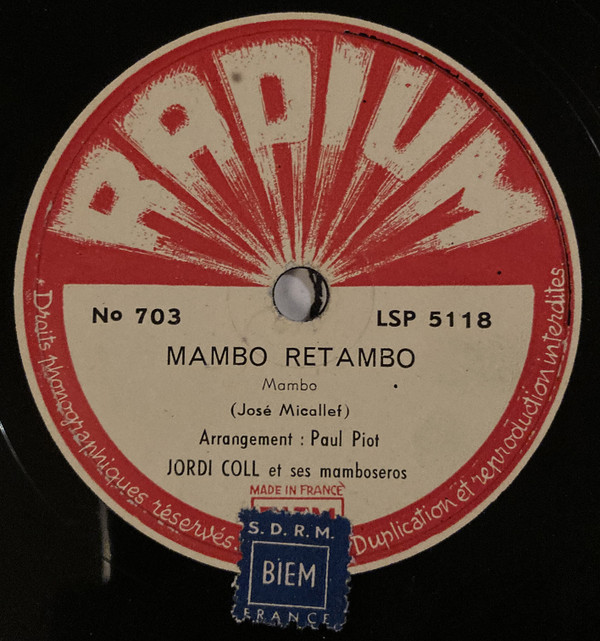 RADIUM
No 703
LSP 5118
MAMBO RETAMBO
Mambo
(José Micallef)
Arrangement : Paul Piot
JORDI COLL et ses mamboseros
MADE IN FRANCE
Droits phonographiques réservés.
Duplication et reproduction interdites
S.D.R.M.
BIEM
FRANCE